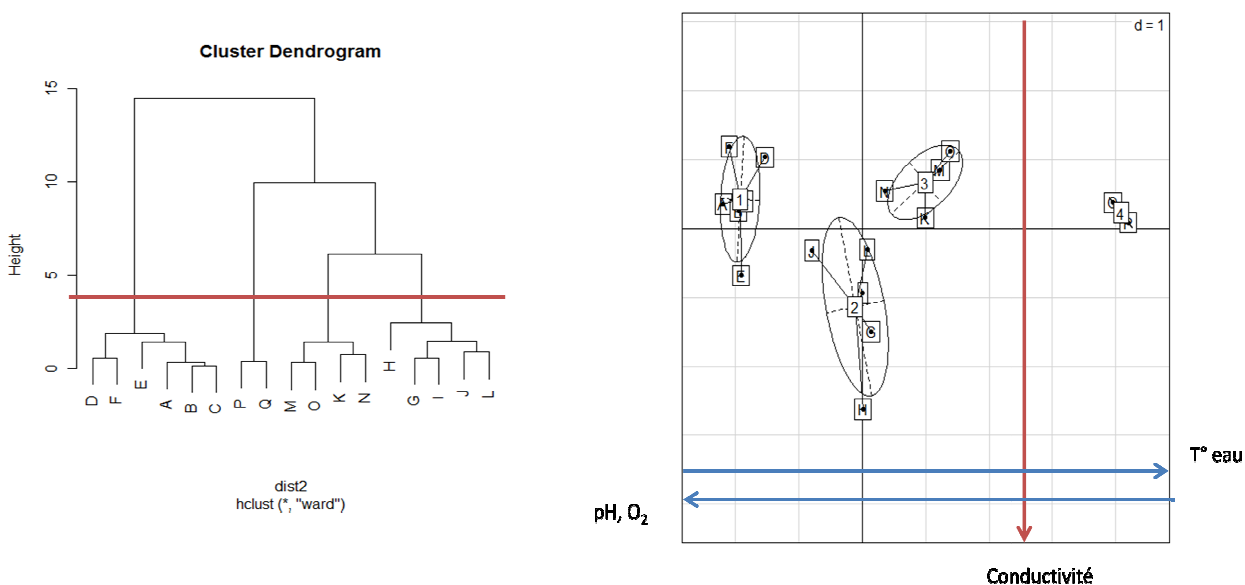 Cluster Dendrogram
Height
15
10
5
0
D F E A B C P Q M O K N H G I J L
dist2
hclust (*, "ward")
d = 1
F D
A 1
E
J L
2
G
H
O
M
N 3
K
4
T° eau
pH, O₂
Conductivité